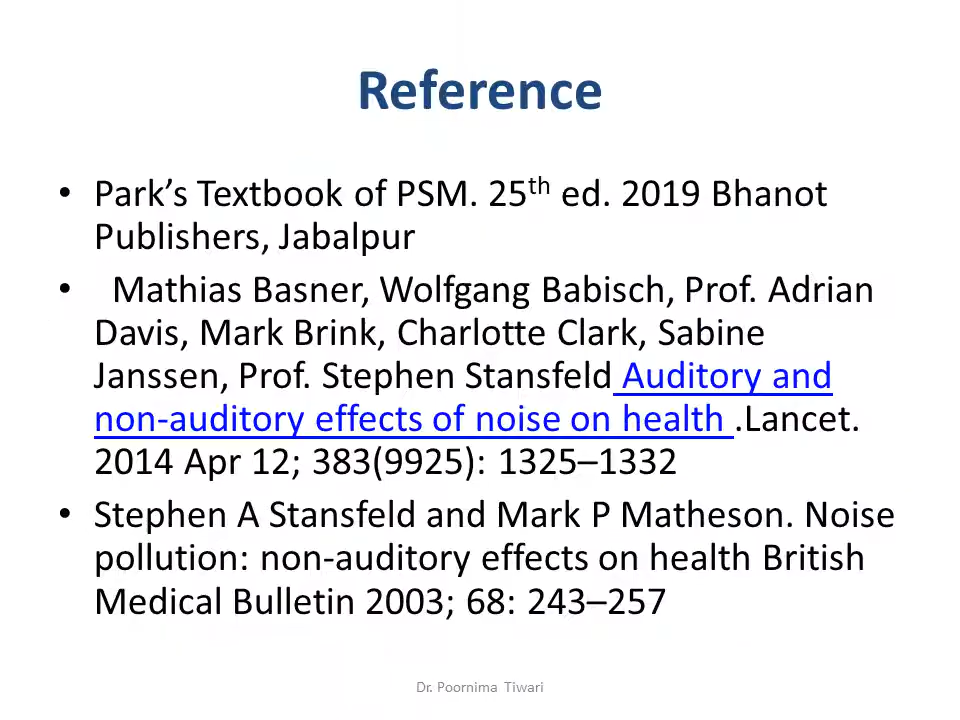 Reference
• Park’s Textbook of PSM. 25th ed. 2019 Bhanot
Publishers, Jabalpur
• Mathias Basner, Wolfgang Babisch, Prof. Adrian
Davis, Mark Brink, Charlotte Clark, Sabine
Janssen, Prof. Stephen Stansfeld Auditory and
non-auditory effects of noise on health .Lancet.
2014 Apr 12; 383(9925): 1325–1332
• Stephen A Stansfeld and Mark P Matheson. Noise
pollution: non-auditory effects on health British
Medical Bulletin 2003; 68: 243–257
Dr. Poornima Tiwari